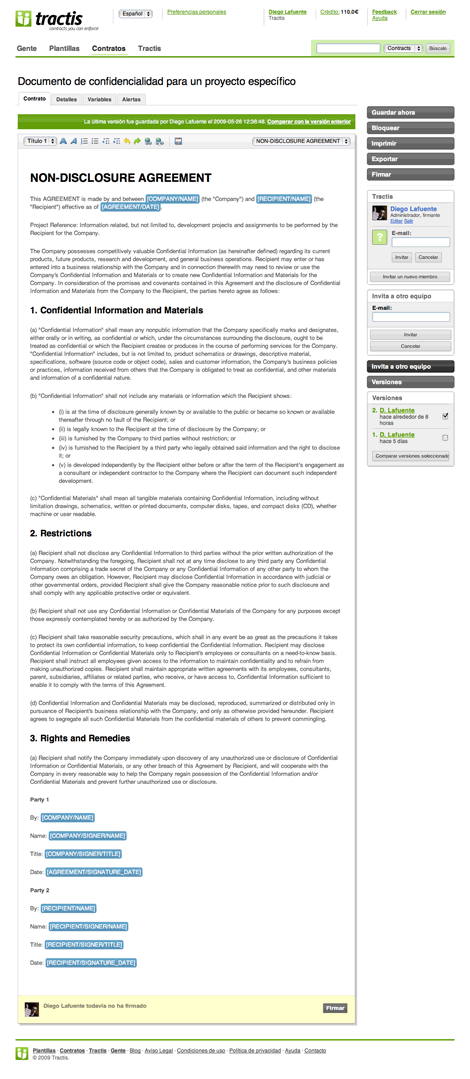 tractis
contracts you can enforce
Español
Preferencias personales
Diego Lafuente
Tractis
Crédito: 110.0€
Feedback
Ayuda
Cerrar sesión
Gente Plantillas Contratos Tractis
Contracts
Búscalo
Documento de confidencialidad para un proyecto específico
Contrato Detalles Variables Alertas
La última versión fue guardada por Diego Lafuente el 2009-05-26 12:36:48. Comparar con la versión anterior
Título 1
NON-DISCLOSURE AGREEMENT
NON-DISCLOSURE AGREEMENT
This AGREEMENT is made by and between [COMPANY/NAME] (the "Company") and [RECIPIENT/NAME] (the
"Recipient") effective as of [AGREEMENT/DATE].
Project Reference: Information related, but not limited to, development projects and assignments to be performed by the
Recipient for the Company.
The Company possesses competitively valuable Confidential Information (as hereinafter defined) regarding its current
products, future products, research and development, and general business operations. Recipient may enter or has
entered into a business relationship with the Company and in connection therewith may need to review or use the
Company's Confidential Information and Materials or to create new Confidential Information and Materials for the
Company. In consideration of the promises and covenants contained in this Agreement and the disclosure of Confidential
Information and Materials from the Company to the Recipient, the parties hereto agree as follows:
1. Confidential Information and Materials
(a) "Confidential Information" shall mean any nonpublic information that the Company specifically marks and designates,
either orally or in writing, as confidential or which, under the circumstances surrounding the disclosure, ought to be
treated as confidential or which the Recipient creates or produces in the course of performing services for the Company.
"Confidential Information" includes, but is not limited to, product schematics or drawings, descriptive material,
specifications, software (source code or object code), sales and customer information, the Company's business policies
or practices, information received from others that the Company is obligated to treat as confidential, and other materials
and information of a confidential nature.
(b) "Confidential Information" shall not include any materials or information which the Recipient shows:
• (i) is at the time of disclosure generally known by or available to the public or became so known or available
thereafter through no fault of the Recipient; or
• (ii) is legally known to the Recipient at the time of disclosure by the Company; or
• (iii) is furnished by the Company to third parties without restriction; or
• (iv) is furnished to the Recipient by a third party who legally obtained said information and the right to disclose
it; or
• (v) is developed independently by the Recipient either before or after the term of the Recipient's engagement as
a consultant or independent contractor to the Company where the Recipient can document such independent
development.
(c) "Confidential Materials" shall mean all tangible materials containing Confidential Information, including without
limitation drawings, schematics, written or printed documents, computer disks, tapes, and compact disks (CD), whether
machine or user readable.
2. Restrictions
(a) Recipient shall not disclose any Confidential Information to third parties without the prior written authorization of the
Company. Notwithstanding the foregoing, Recipient shall not at any time disclose to any third party any Confidential
Information comprising a trade secret of the Company or any Confidential Information of any other party to whom the
Company owes an obligation. However, Recipient may disclose Confidential Information in accordance with judicial or
other governmental orders, provided Recipient shall give the Company reasonable notice prior to such disclosure and
shall comply with any applicable protective order or equivalent.
(b) Recipient shall not use any Confidential Information or Confidential Materials of the Company for any purposes except
those expressly contemplated hereby or as authorized by the Company.
(c) Recipient shall take reasonable security precautions, which shall in any event be as great as the precautions it takes
to protect its own confidential information, to keep confidential the Confidential Information. Recipient may disclose
Confidential Information or Confidential Materials only to Recipient's employees or consultants on a need-to-know basis.
Recipient shall instruct all employees given access to the information to maintain confidentiality and to refrain from
making unauthorized copies. Recipient shall maintain appropriate written agreements with its employees, consultants,
parent, subsidiaries, affiliates or related parties, who receive, or have access to, Confidential Information sufficient to
enable it to comply with the terms of this Agreement.
(d) Confidential Information and Materials may be disclosed, reproduced, summarized or distributed only in
pursuance of Recipient's business relationship with the Company, and only as otherwise provided hereunder. Recipient
agrees to segregate all such Confidential Materials from the confidential materials of others to prevent commingling.
3. Rights and Remedies
(a) Recipient shall notify the Company immediately upon discovery of any unauthorized use or disclosure of Confidential
Information or Confidential Materials, or any other breach of this Agreement by Recipient, and will cooperate with the
Company in every reasonable way to help the Company regain possession of the Confidential Information and/or
Confidential Materials and prevent further unauthorized use or disclosure.
Party 1
By: [COMPANY/NAME]
Name: [COMPANY/SIGNER/NAME]
Title: [COMPANY/SIGNER/TITLE]
Date: [AGREEMENT/SIGNATURE_DATE]
Party 2
By: [RECIPIENT/NAME]
Name: [RECIPIENT/SIGNER/NAME]
Title: [RECIPIENT/SIGNER/TITLE]
Date: [RECIPIENT/SIGNATURE_DATE]
Diego Lafuente todavía no ha firmado
Firmar
Guardar ahora
Bloquear
Imprimir
Exportar
Firmar
Tractis
Diego Lafuente
Administrador, firmante
Editar Salir
E-mail:
Invitar Cancelar
Invitar un nuevo miembro
Invita a otro equipo
E-mail:
Invitar
Cancelar
Invita a otro equipo
Versiones
Versiones
2. D. Lafuente
hace alrededor de 8
horas
1. D. Lafuente
hace 5 días
Comparar versiones seleccionad
Plantillas · Contratos · Tractis · Gente · Blog · Aviso Legal · Condiciones de uso · Política de privacidad · Ayuda · Contacto
© 2009 Tractis.